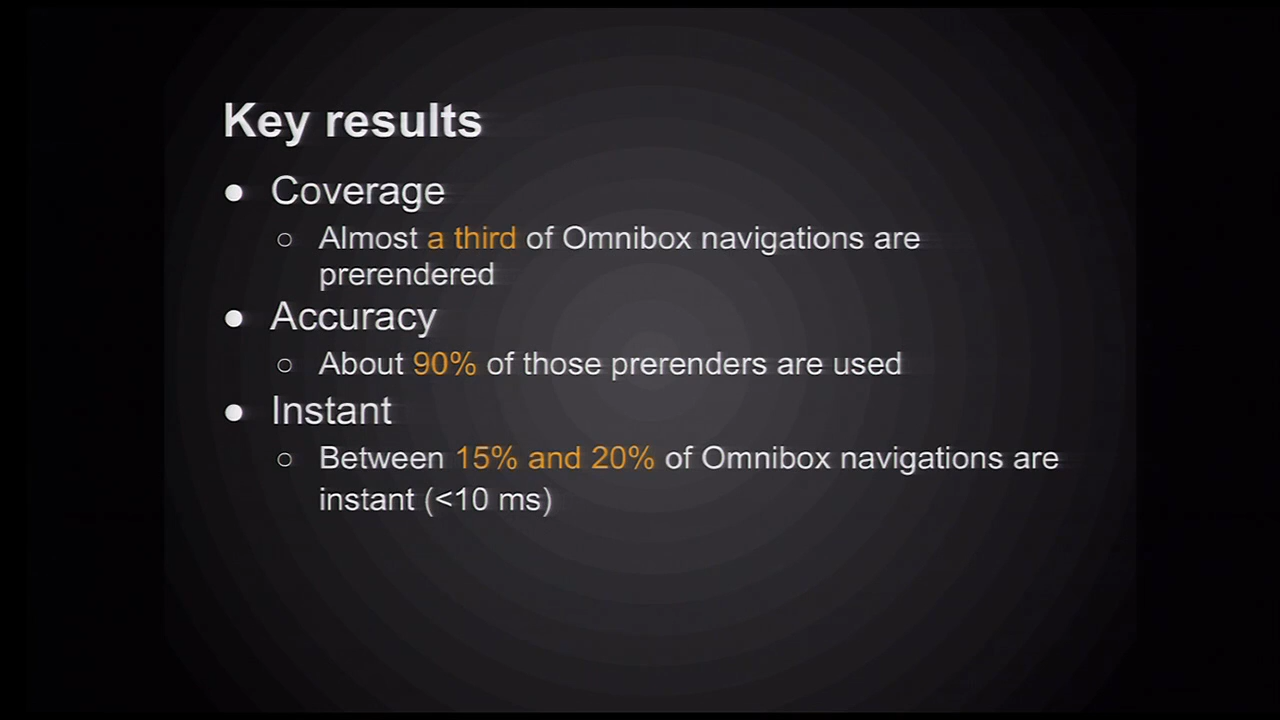 Key results
● Coverage
○ Almost a third of Omnibox navigations are
prerendered
● Accuracy
○ About 90% of those prerenders are used
● Instant
○ Between 15% and 20% of Omnibox navigations are
instant (<10 ms)